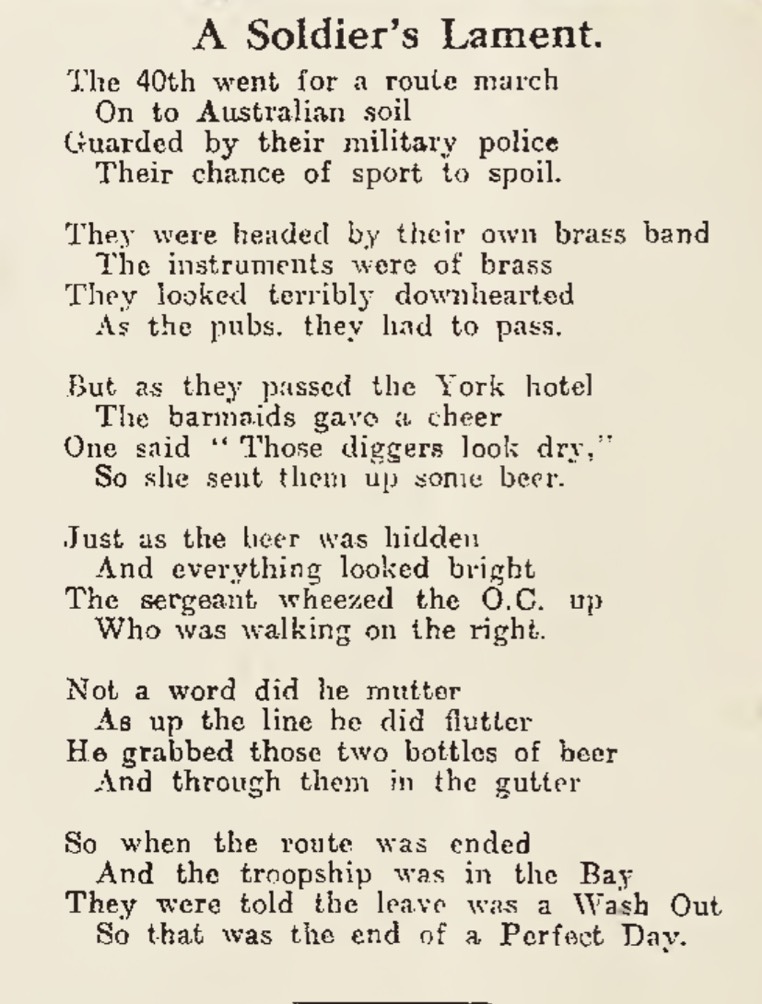 A Soldier's Lament.
The 40th went for a route march
On to Australian soil
Guarded by their military police
Their chance of sport to spoil.
They were headed by their own brass band
The instruments were of brass
They looked terribly downhearted
As the pubs. they had to pass.
But as they passed the York hotel
The barmaids gave a cheer
One said “ Those diggers look dry,”
So she sent them up some beer.
Just as the beer was hidden
And everything looked bright
The sergeant wheezed the O.C. up
Who was walking on the right.
Not a word did he mutter
As up the line he did flutter
He grabbed those two bottles of beer
And through them in the gutter
So when the route was ended
And the troopship was in the Bay
They were told the leave was a Wash Out
So that was the end of a Perfect Day.